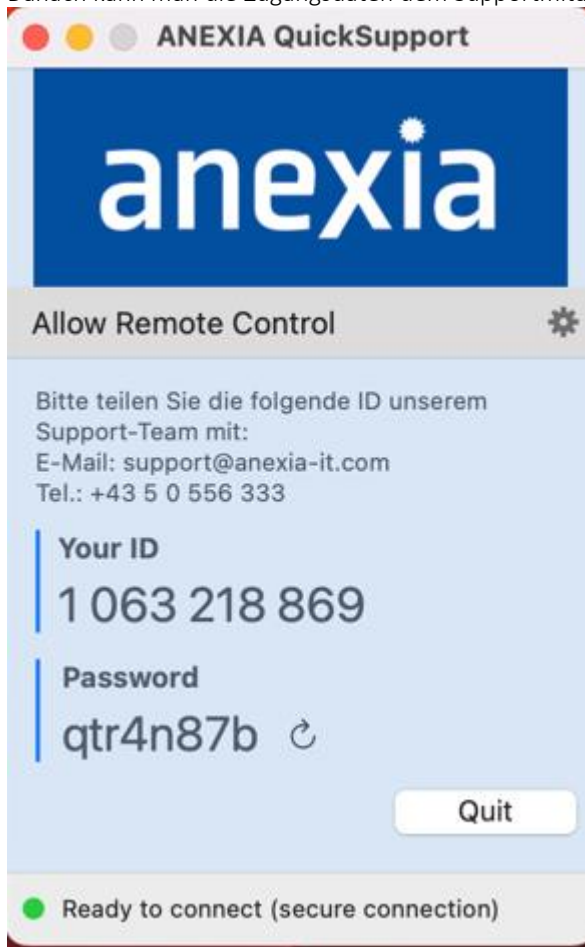 ANEXIA QuickSupport
anexia
Allow Remote Control
Bitte teilen Sie die folgende ID unserem
Support-Team mit:
E-Mail: support@anexia-it.com
Tel.: +43 5 0 556 333
Your ID
1 063 218 869
Password
qtr4n87b
Quit
Ready to connect (secure connection)